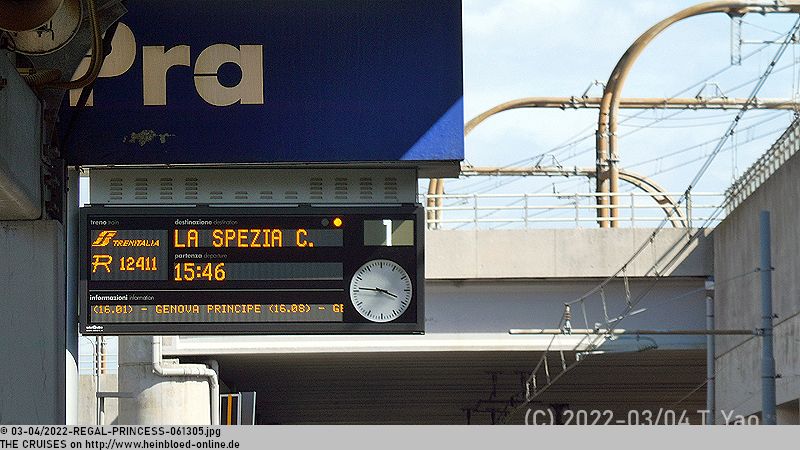 Pra
treno train
destinazione destination
TRENITALIA
LA SPEZIA C.
1
R 12411
partenza departure
15:46
informazioni information
(16.01) - GENOVA PRINCIPE (16.08) - GE
(C) 2022-03/04 T. Yao
© 03-04/2022-REGAL-PRINCESS-061305.jpg
THE CRUISES on http://www.heinbloed-online.de